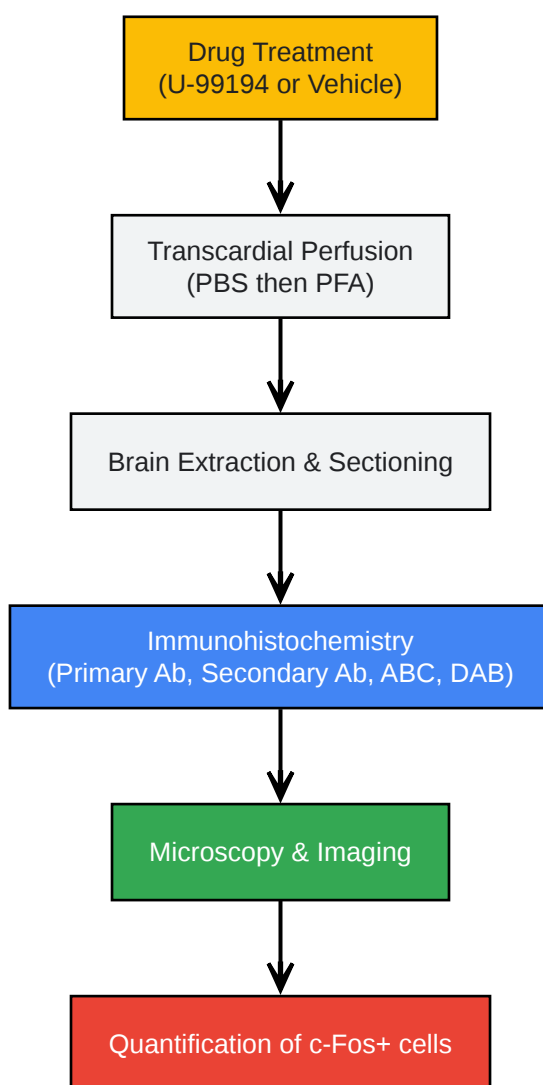 Drug Treatment
(U-99194 or Vehicle)
Transcardial Perfusion
(PBS then PFA)
Brain Extraction & Sectioning
Immunohistochemistry
(Primary Ab, Secondary Ab, ABC, DAB)
Microscopy & Imaging
Quantification of c-Fos+ cells